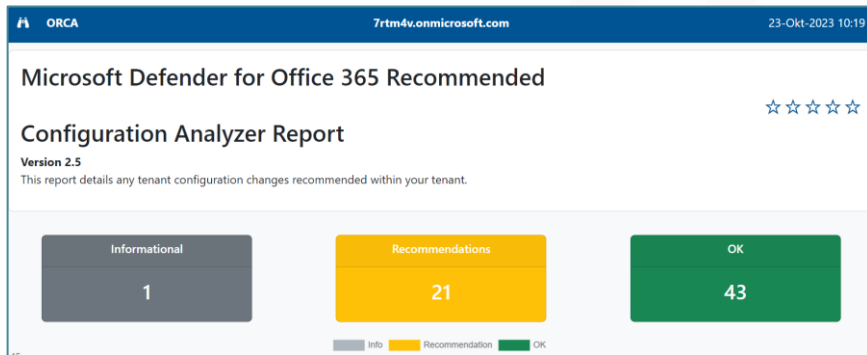 ORCA 7rtm4v.onmicrosoft.com 23-Okt-2023 10:19
Microsoft Defender for Office 365 Recommended
Configuration Analyzer Report
Version 2.5
This report details any tenant configuration changes recommended within your tenant.
Informational Recommendations OK
1 21 43
Info Recommendation OK